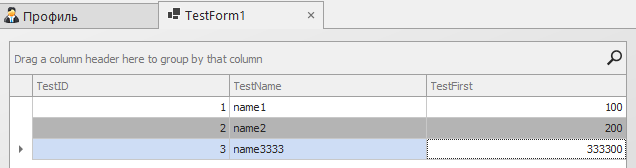 Профиль TestForm1
Drag a column header here to group by that column
TestID TestName TestFirst
1 name1 100
2 name2 200
3 name3333 333300